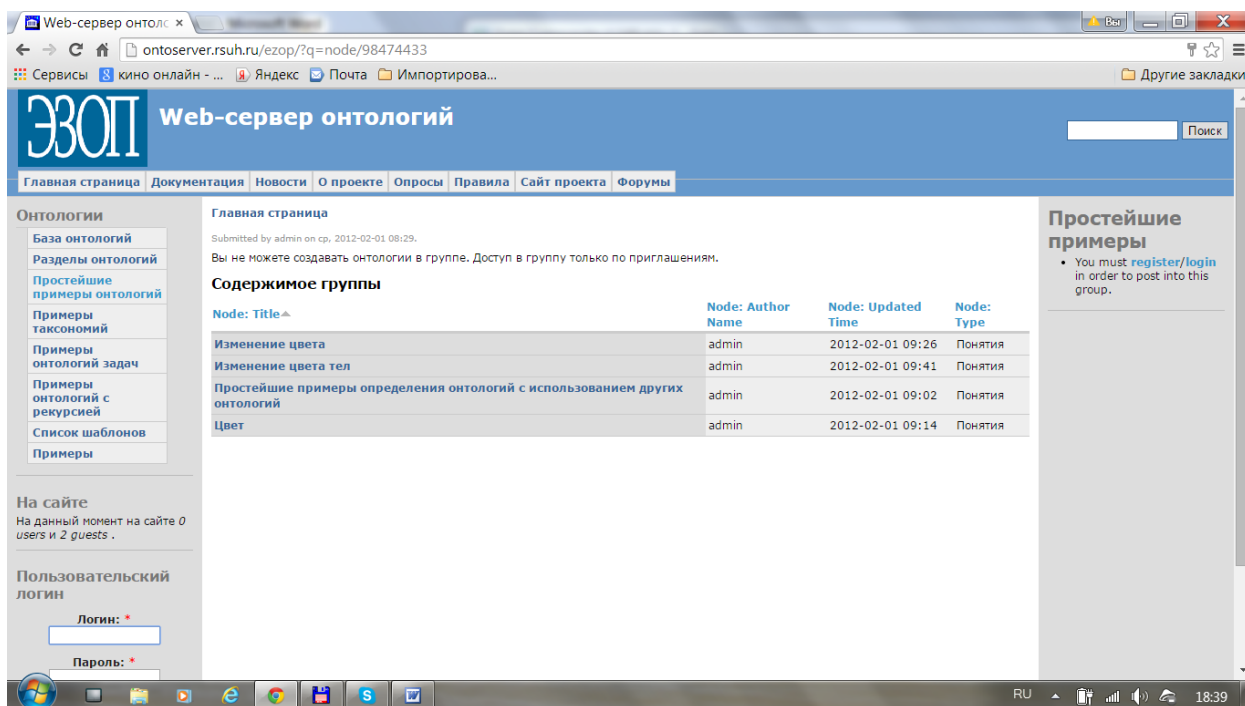 Web-сервер онтоло
Вы
ontoserver.rsuh.ru/ezop/?q=node/98474433
Сервисы кино онлайн - ... Яндекс Почта Импортирова... Другие закладки
ЭЗОП
Web-сервер онтологий
Поиск
Главная страница Документация Новости О проекте Опросы Правила Сайт проекта Форумы
Онтологии
База онтологий
Разделы онтологий
Простейшие
примеры онтологий
Примеры
таксономий
Примеры
онтологий задач
Примеры
онтологий с
рекурсией
Список шаблонов
Примеры
На сайте
На данный момент на сайте 0
users и 2 guests .
Пользовательский
логин
Логин: *
Пароль: *
Главная страница
Submitted by admin on ср, 2012-02-01 08:29.
Вы не можете создавать онтологии в группе. Доступ в группу только по приглашениям.
Содержимое группы
Node: Title Node: Author Name Node: Updated Time Node: Type
Изменение цвета admin 2012-02-01 09:26 Понятия
Изменение цвета тел admin 2012-02-01 09:41 Понятия
Простейшие примеры определения онтологий с использованием других
онтологий admin 2012-02-01 09:02 Понятия
Цвет admin 2012-02-01 09:14 Понятия
Простейшие
примеры
You must register/login
in order to post into this
group.
RU 18:39